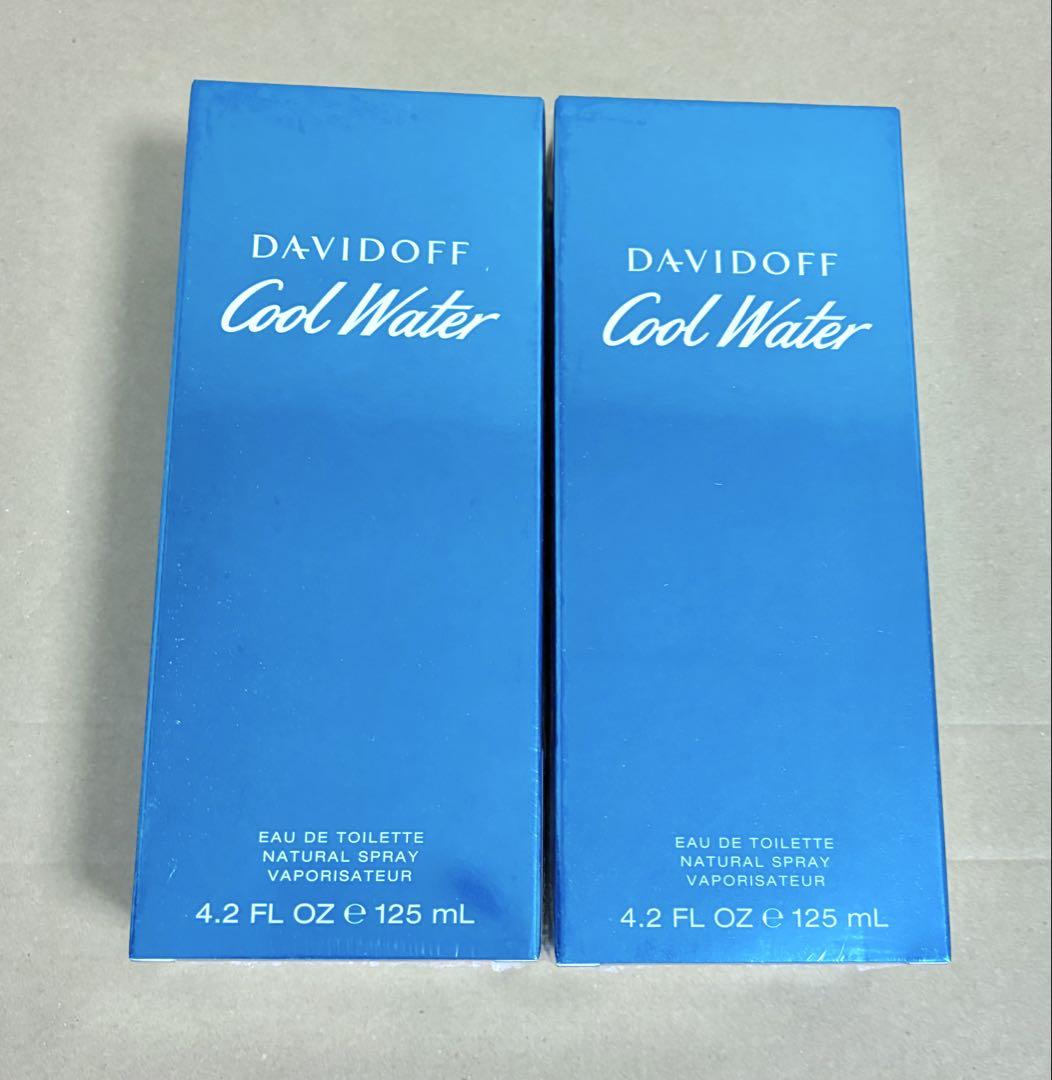 DAVIDOFF
Cool Water
EAU DE TOILETTE
NATURAL SPRAY
VAPORISATEUR
4.2 FL OZ ℮ 125 mL
DAVIDOFF
Cool Water
EAU DE TOILETTE
NATURAL SPRAY
VAPORISATEUR
4.2 FL OZ ℮ 125 mL